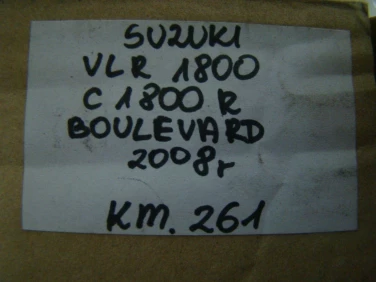 SUZUKI
VLR 1800
C 1800 R
BOULEVARD
2008r
KM. 261